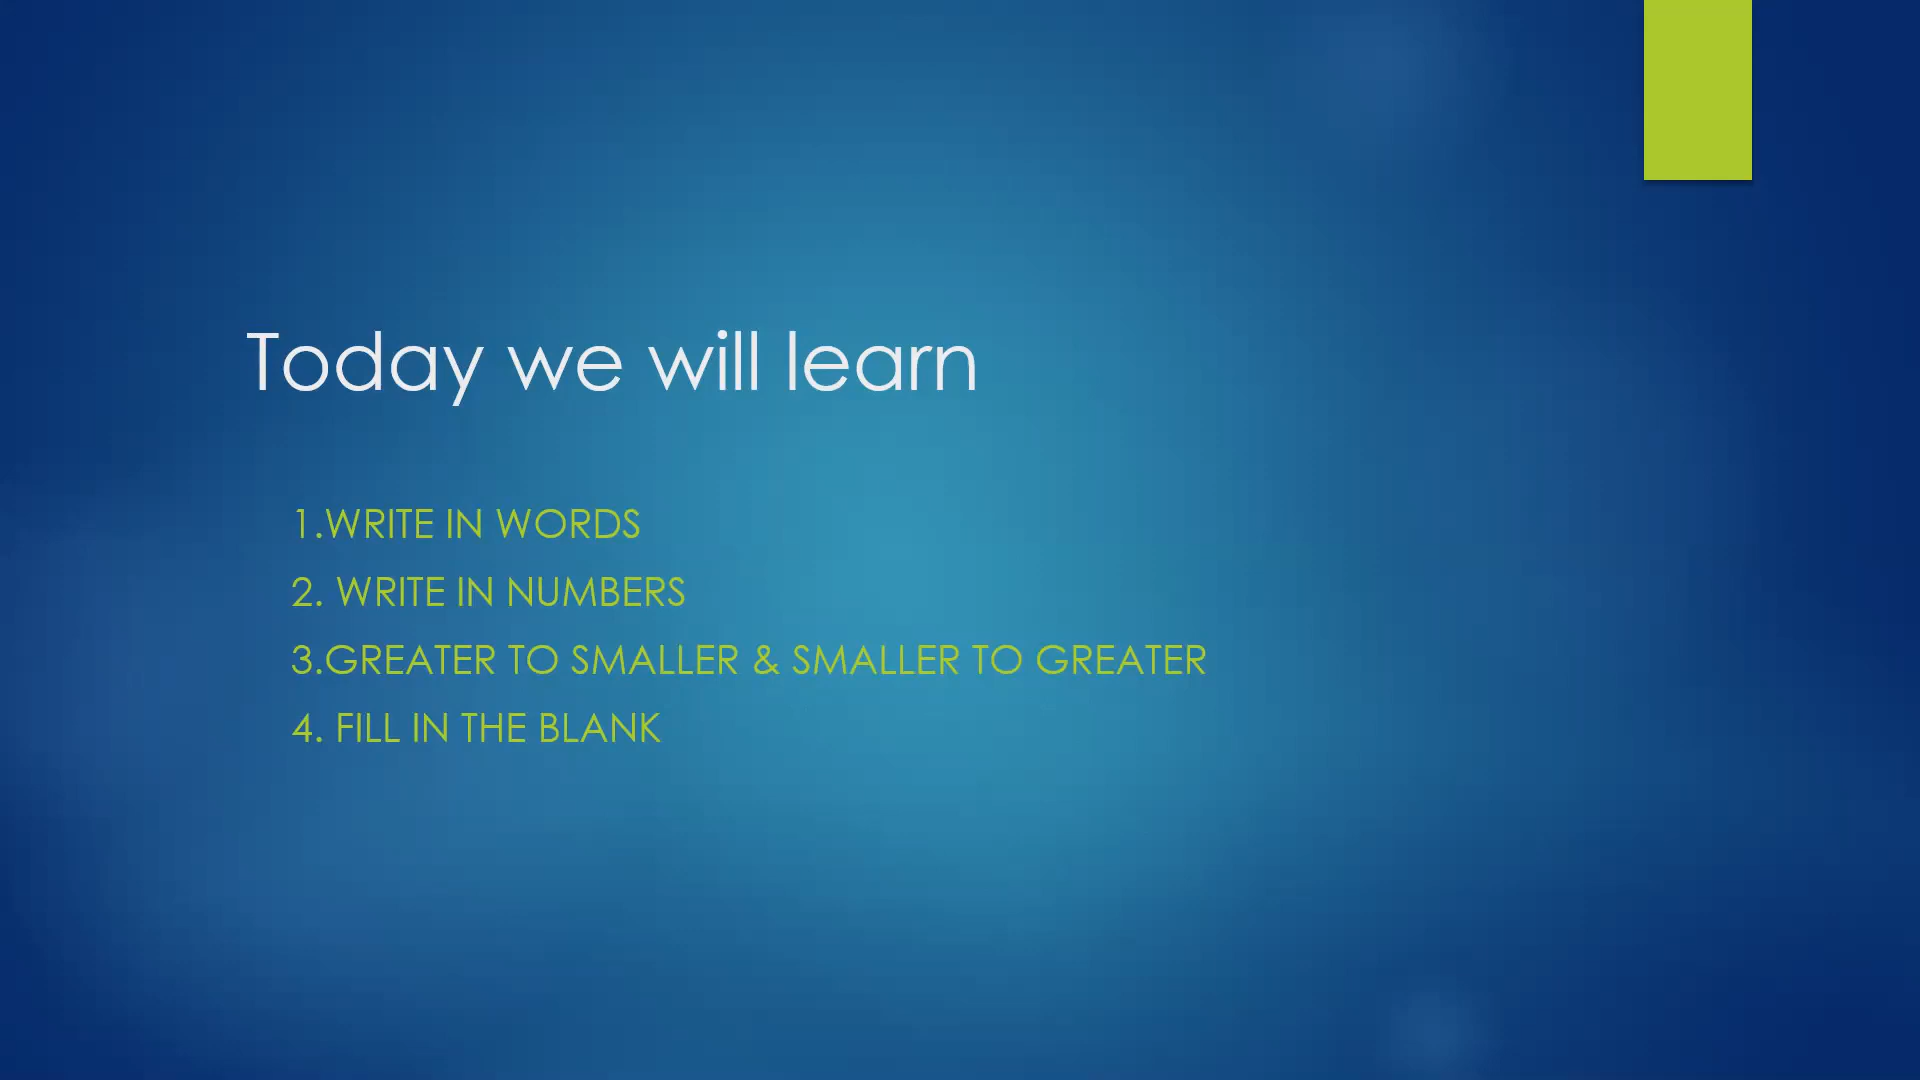 Today we will learn
1.WRITE IN WORDS
2. WRITE IN NUMBERS
3.GREATER TO SMALLER & SMALLER TO GREATER
4. FILL IN THE BLANK